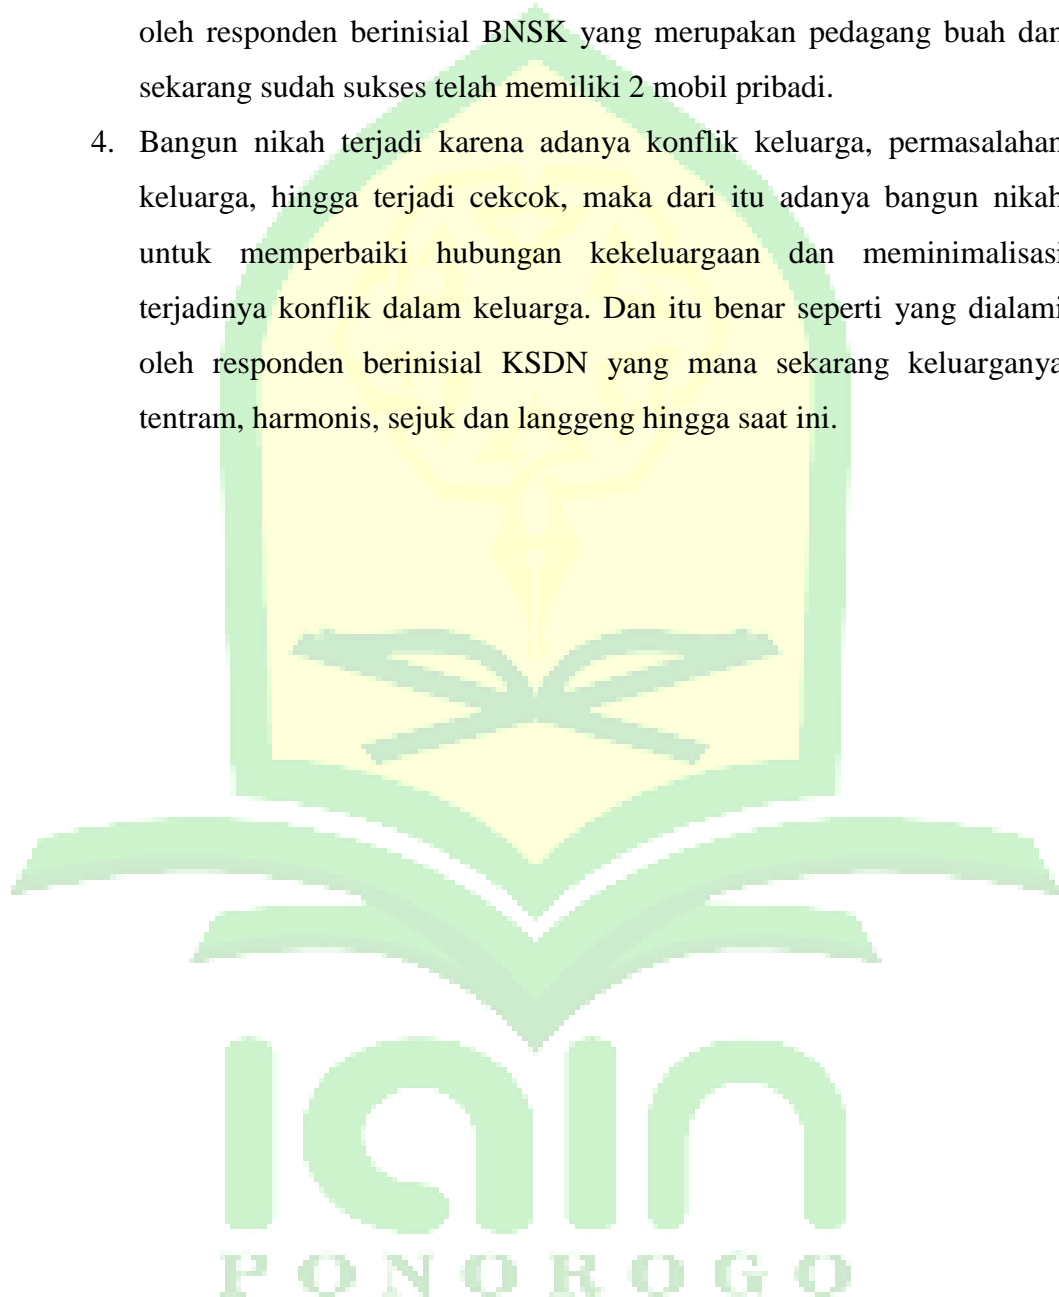 oleh responden berinisial BNSK yang merupakan pedagang buah dan
sekarang sudah sukses telah memiliki 2 mobil pribadi.
4. Bangun nikah terjadi karena adanya konflik keluarga, permasalahan
keluarga, hingga terjadi cekcok, maka dari itu adanya bangun nikah
untuk memperbaiki hubungan kekeluargaan dan meminimalisasi
terjadinya konflik dalam keluarga. Dan itu benar seperti yang dialami
oleh responden berinisial KSDN yang mana sekarang keluarganya
tentram, harmonis, sejuk dan langgeng hingga saat ini.
iain
PONOROGO